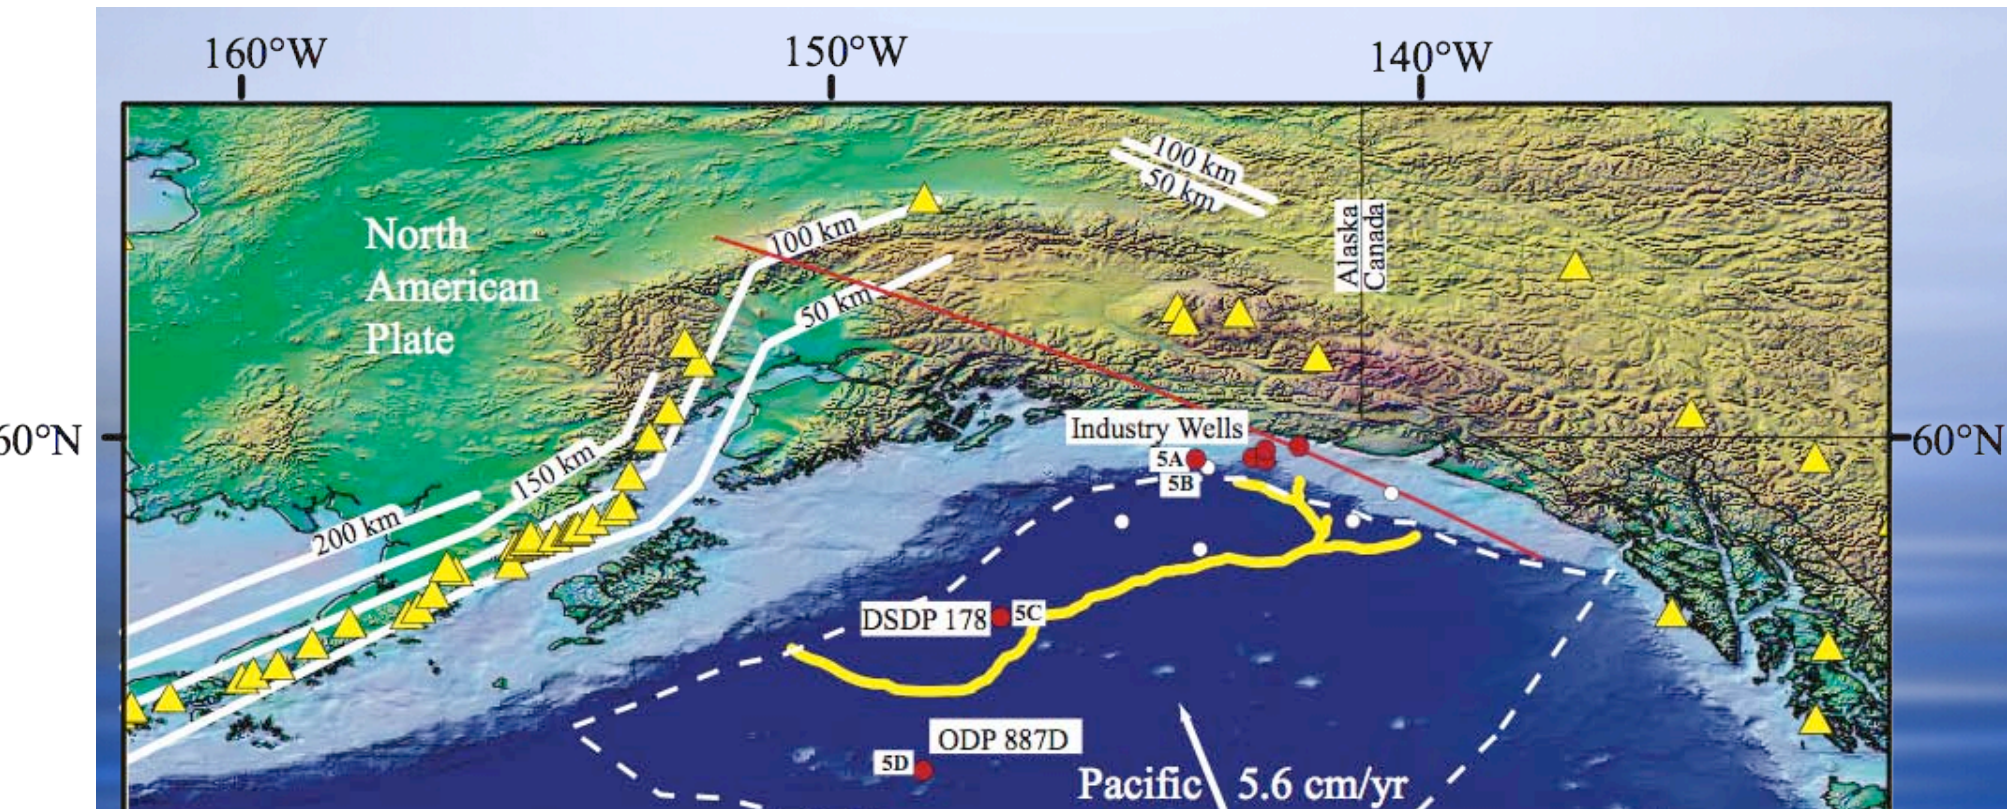 160°W
150°W
140°W
100 km
50 km
Alaska
Canada
North
American
Plate
100 km
50 km
60°N
60°N
Industry Wells
5A
5B
150 km
200 km
DSDP 178
5C
ODP 887D
5D
Pacific
5.6 cm/yr